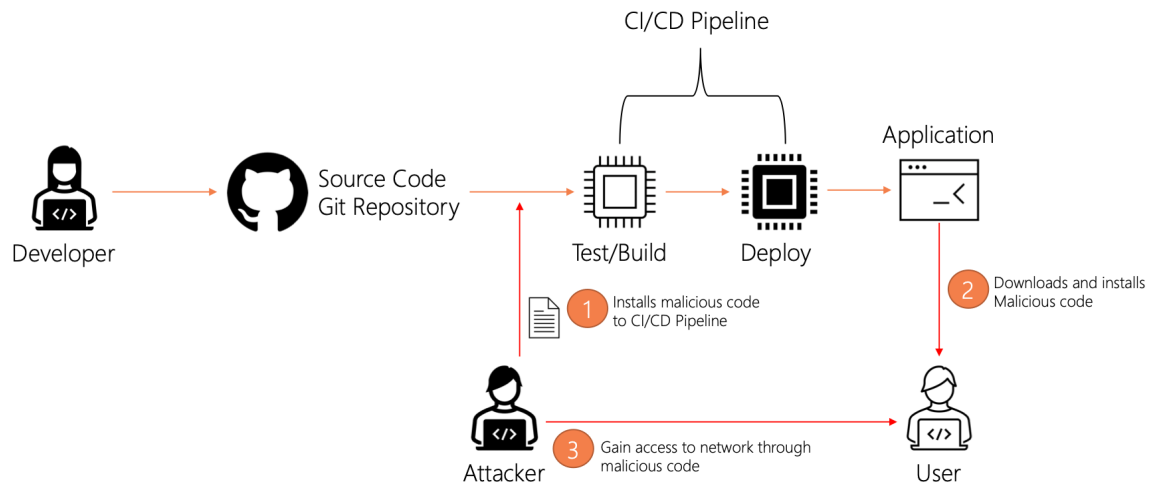 CI/CD Pipeline
Application
Source Code
Git Repository
</>
Developer
Test/Build
Deploy
2
Downloads and installs
Malicious code
1
Installs malicious code
to CI/CD Pipeline
</>
</>
3
Gain access to network through
malicious code
Attacker
User